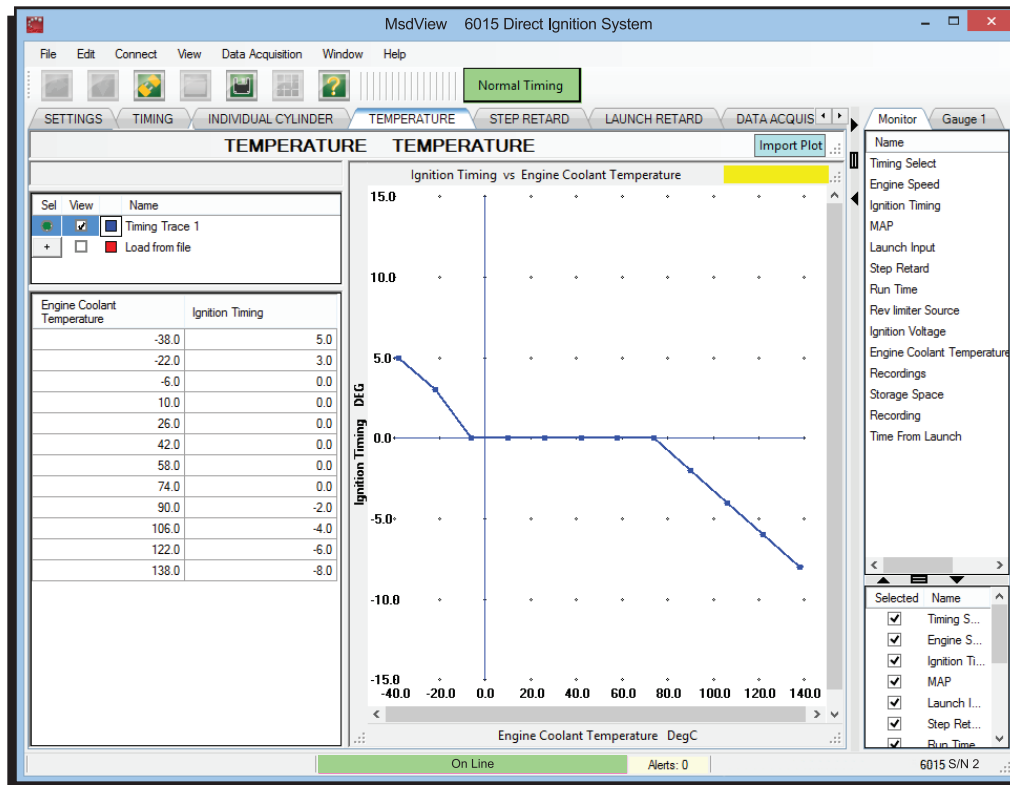 MsdView 6015 Direct Ignition System
File Edit Connect View Data Acquisition Window Help
Normal Timing
SETTINGS TIMING INDIVIDUAL CYLINDER TEMPERATURE STEP RETARD LAUNCH RETARD DATA ACQUIS
TEMPERATURE TEMPERATURE
Import Plot
Sel View Name
Timing Trace 1
+ Load from file
Engine Coolant Temperature Ignition Timing
-38.0 5.0
-22.0 3.0
-6.0 0.0
10.0 0.0
26.0 0.0
42.0 0.0
58.0 0.0
74.0 0.0
90.0 -2.0
106.0 -4.0
122.0 -6.0
138.0 -8.0
Ignition Timing vs Engine Coolant Temperature
15.0
10.0
5.0
0.0
-5.0
-10.0
-15.0
Ignition Timing DEG
-40.0 -20.0 0.0 20.0 40.0 60.0 80.0 100.0 120.0 140.0
Engine Coolant Temperature DegC
Monitor Gauge 1
Name
Timing Select
Engine Speed
Ignition Timing
MAP
Launch Input
Step Retard
Run Time
Rev limiter Source
Ignition Voltage
Engine Coolant Temperature
Recordings
Storage Space
Recording
Time From Launch
Selected Name
Timing S...
Engine S...
Ignition Ti...
MAP
Launch I...
Step Ret...
Run Time
On Line Alerts: 0 6015 S/N 2